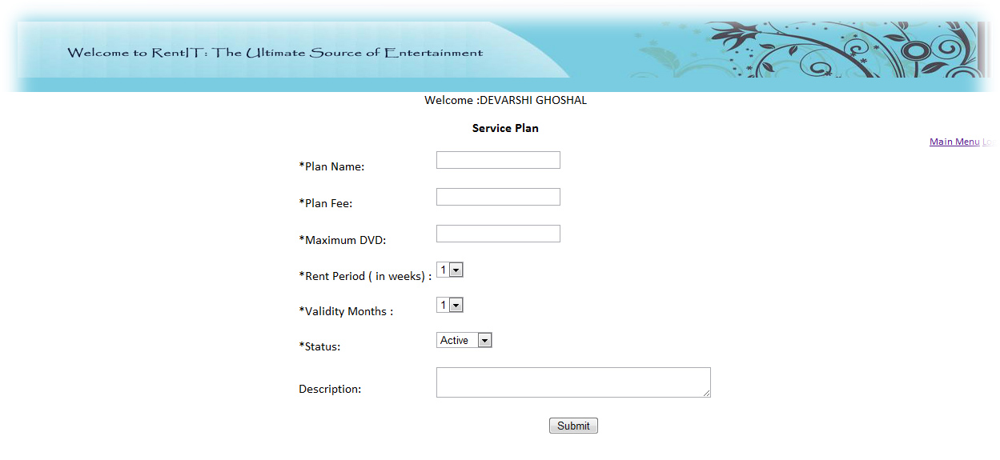 Welcome to RentIT: The Ultimate Source of Entertainment
Welcome :DEVARSHI GHOSHAL
Service Plan
Main Menu
*Plan Name:
*Plan Fee:
*Maximum DVD:
*Rent Period ( in weeks) : 1
*Validity Months : 1
*Status: Active
Description:
Submit